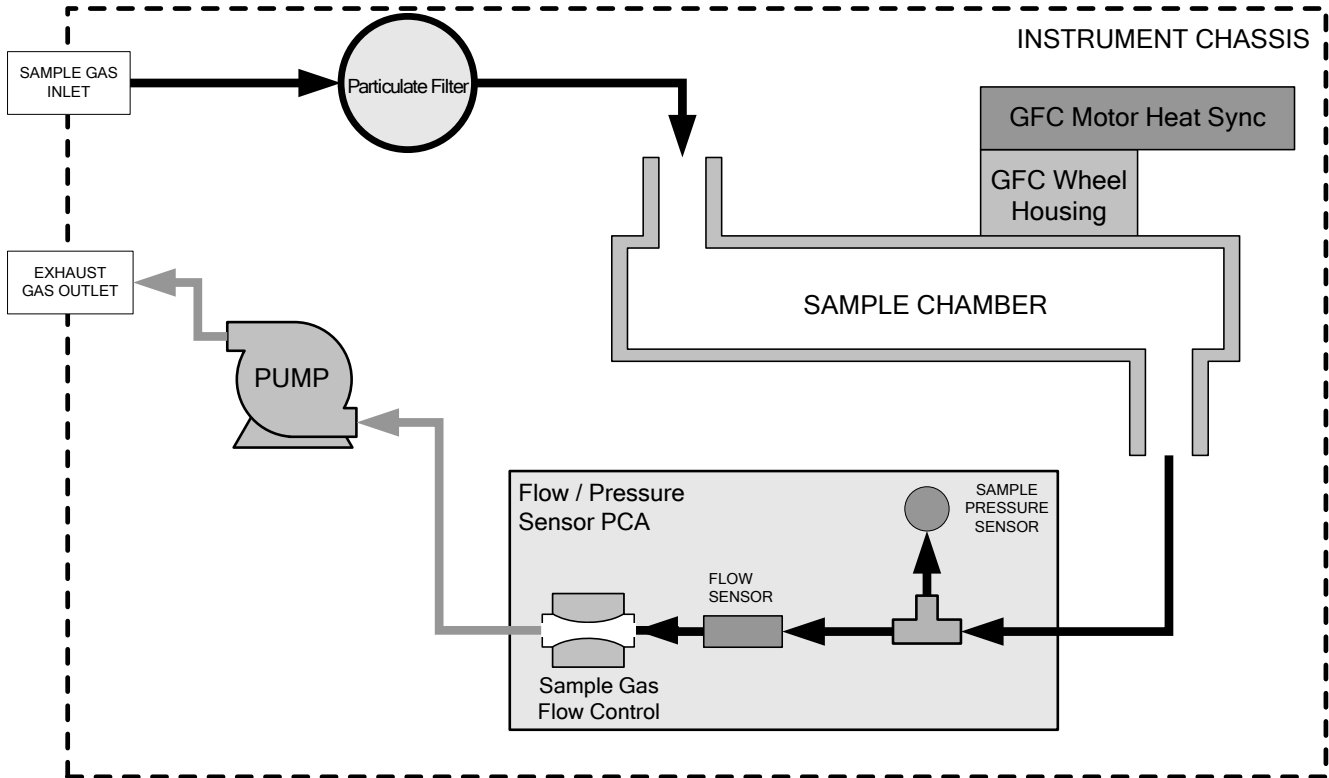 INSTRUMENT CHASSIS
SAMPLE GAS
INLET
Particulate Filter
GFC Motor Heat Sync
GFC Wheel
Housing
EXHAUST
GAS OUTLET
SAMPLE CHAMBER
PUMP
Flow / Pressure
Sensor PCA
SAMPLE
PRESSURE
SENSOR
FLOW
SENSOR
Sample Gas
Flow Control